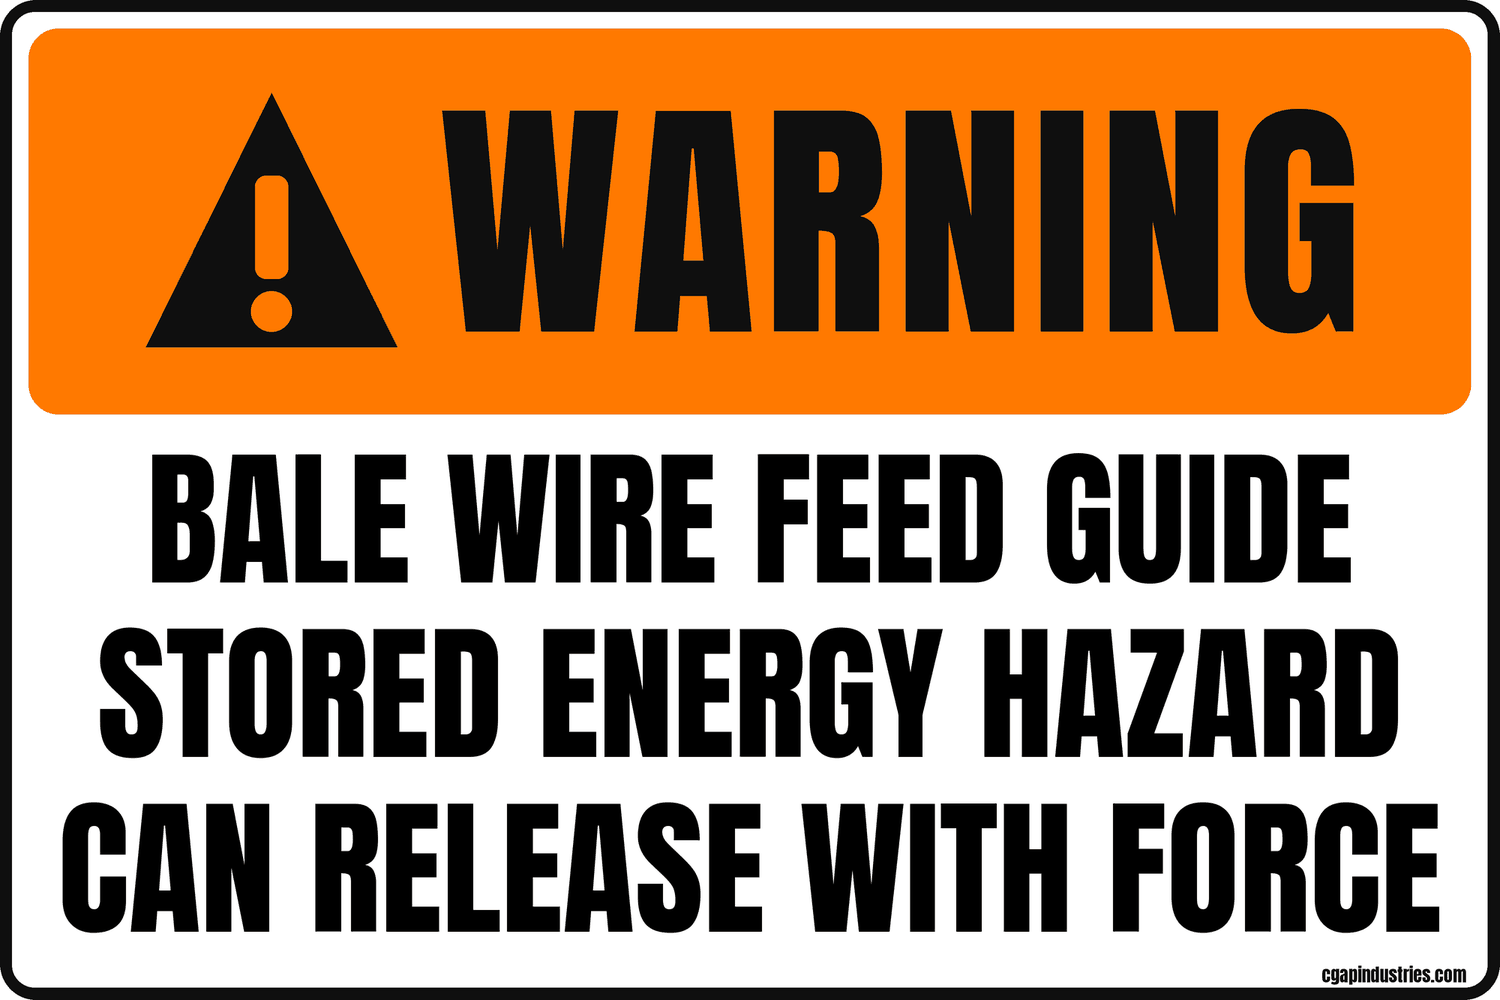 WARNING
BALE WIRE FEED GUIDE
STORED ENERGY HAZARD
CAN RELEASE WITH FORCE
cgapindustries.com